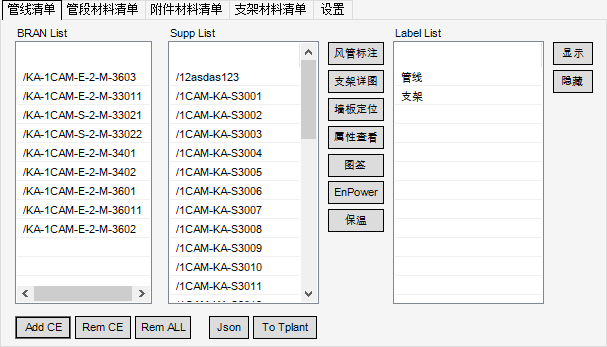 管线清单 管段材料清单 附件材料清单 支架材料清单 设置
BRAN List Supp List Label List
/KA-1CAM-E-2-M-3603
/KA-1CAM-E-2-M-33011
/KA-1CAM-S-2-M-33021
/KA-1CAM-S-2-M-33022
/KA-1CAM-E-2-M-3401
/KA-1CAM-E-2-M-3402
/KA-1CAM-E-2-M-3601
/KA-1CAM-E-2-M-36011
/KA-1CAM-E-2-M-3602
/12asdas123
/1CAM-KA-S3001
/1CAM-KA-S3002
/1CAM-KA-S3003
/1CAM-KA-S3004
/1CAM-KA-S3005
/1CAM-KA-S3006
/1CAM-KA-S3007
/1CAM-KA-S3008
/1CAM-KA-S3009
/1CAM-KA-S3010
/1CAM-KA-S3011
风管标注
支架详图
墙板定位
属性查看
图签
EnPower
保温
管线
支架
显示
隐藏
Add CE Rem CE Rem ALL Json To Tplant